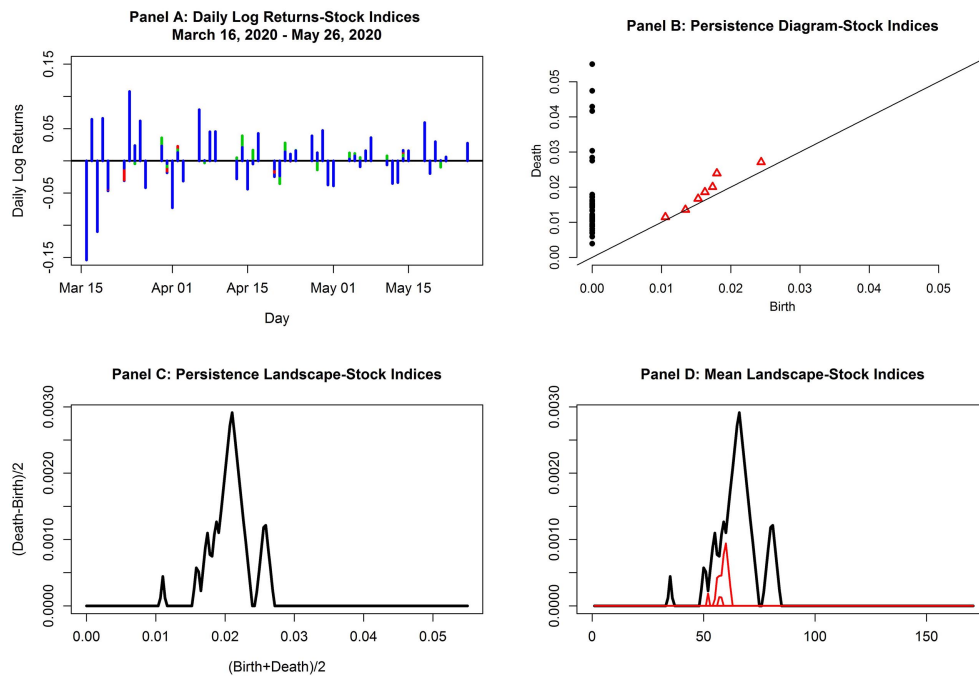 Panel A: Daily Log Returns-Stock Indices
March 16, 2020 - May 26, 2020
Daily Log Returns
0.15
0.05
-0.05
-0.15
Mar 15 Apr 01 Apr 15 May 01 May 15
Day
Panel B: Persistence Diagram-Stock Indices
Death
0.05
0.04
0.03
0.02
0.01
0.00
0.00 0.01 0.02 0.03 0.04 0.05
Birth
Panel C: Persistence Landscape-Stock Indices
(Death-Birth)/2
0.0030
0.0020
0.0010
0.0000
0.00 0.01 0.02 0.03 0.04 0.05
(Birth+Death)/2
Panel D: Mean Landscape-Stock Indices
0.0030
0.0020
0.0010
0.0000
0 50 100 150